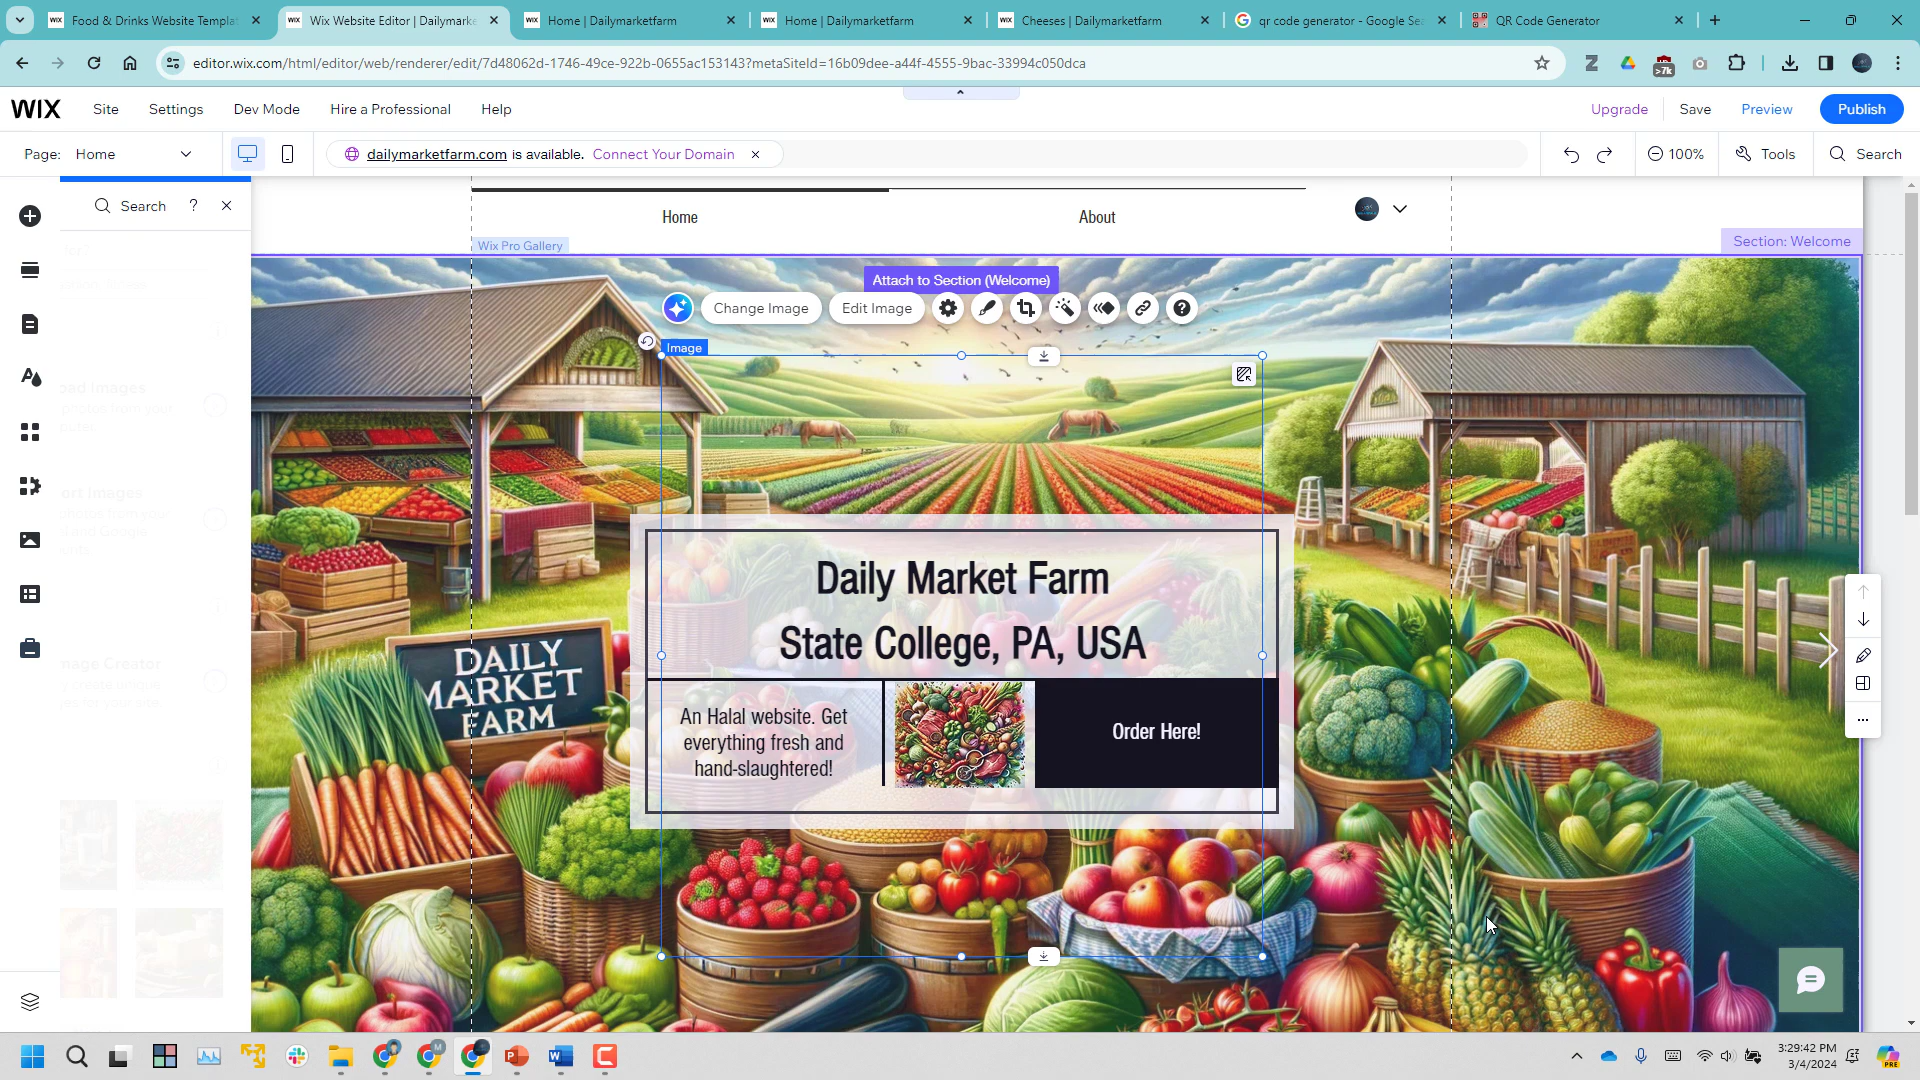 Food & Drinks Website Templa
Wix Website Editor | Dailymarke
Home | Dailymarketfarm
Home | Dailymarketfarm
Cheeses | Dailymarketfarm
qr code generator - Google Sea
QR Code Generator
editor.wix.com/html/editor/web/renderer/edit/7d48062d-1746-49ce-922b-0655ac153143?metaSiteId=16b09dee-a44f-4555-9bac-33994c050dca
>7k
WIX
Site
Settings
Dev Mode
Hire a Professional
Help
Upgrade
Save
Preview
Publish
Page: Home
dailymarketfarm.com is available. Connect Your Domain
100%
Tools
Search
Search
?
Home
About
Wix Pro Gallery
Section: Welcome
Attach to Section (Welcome)
Change Image
Edit Image
Image
DAILY
MARKET
FARM
Daily Market Farm
State College, PA, USA
An Halal website. Get
everything fresh and
hand-slaughtered!
Order Here!
3:29:42 PM
3/4/2024